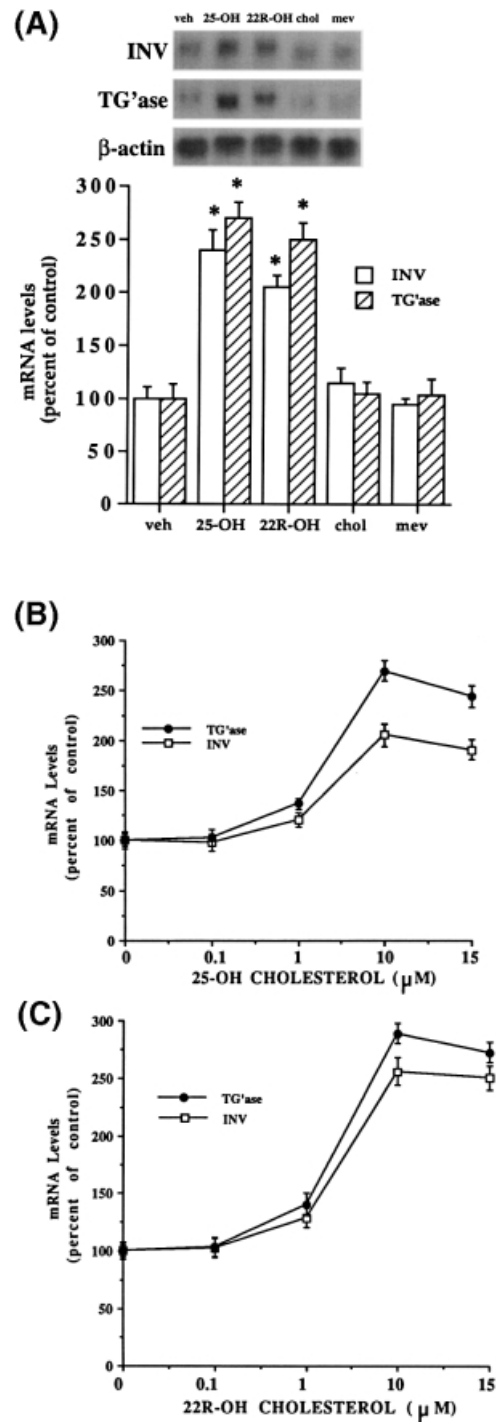 (A)
veh 25-OH 22R-OH chol mev
INV
TG'ase
β-actin
300
250
200
150
100
50
0
mRNA levels
(percent of control)
* * * *
INV
TG'ase
veh 25-OH 22R-OH chol mev
(B)
300
250
200
150
100
50
0
mRNA Levels
(percent of control)
TG'ase
INV
0 0.1 1 10 15
25-OH CHOLESTEROL (μM)
(C)
300
250
200
150
100
50
0
mRNA Levels
(percent of control)
TG'ase
INV
0 0.1 1 10 15
22R-OH CHOLESTEROL (μM)